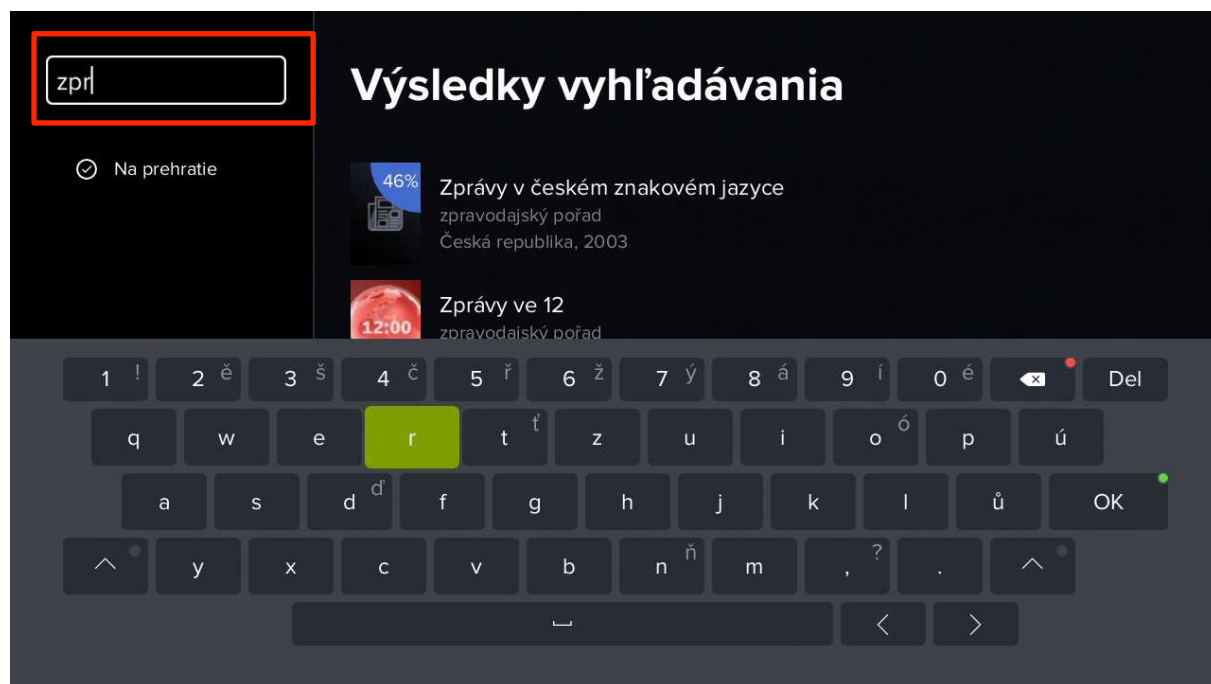 zpr
Výsledky vyhľadávania
Na prehratie
46%
Zprávy v českém znakovém jazyce
zpravodajský pořad
Česká republika, 2003
Zprávy ve 12
12:00
zpravodajský pořad
1 ! 2 ě 3 š 4 č 5 ř 6 ž 7 ý 8 á 9 í 0 é Del
q w e r t ť z u i o ó p ú
a s d ď f g h j k l ů OK
y x c v b n ň m , ? .